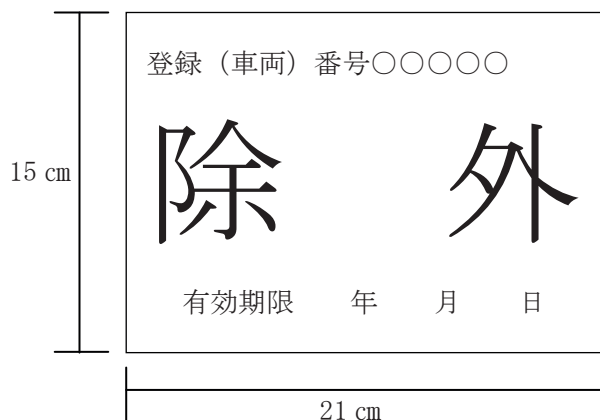 登録（車両）番号○○○○○
除　外
15 cm
有効期限　年　月　日
21 cm